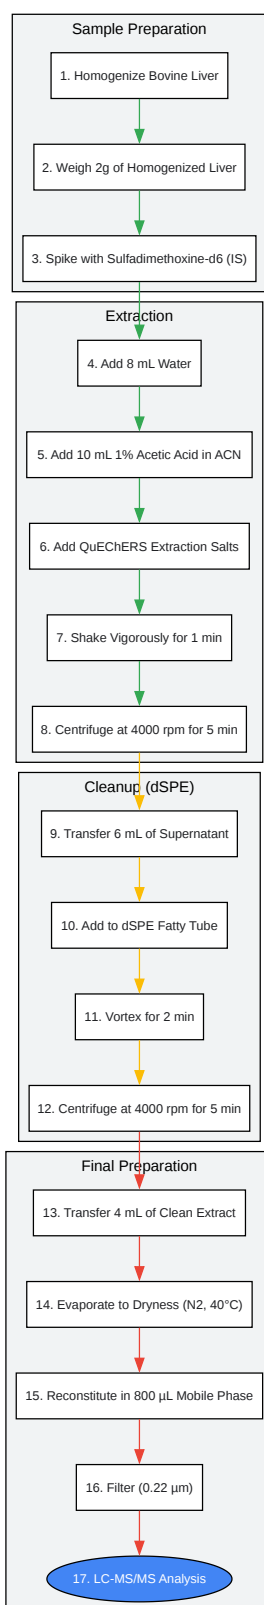 Sample Preparation
1. Homogenize Bovine Liver
2. Weigh 2g of Homogenized Liver
3. Spike with Sulfadimethoxine-d6 (IS)
Extraction
4. Add 8 mL Water
5. Add 10 mL 1% Acetic Acid in ACN
6. Add QuEChERS Extraction Salts
7. Shake Vigorously for 1 min
8. Centrifuge at 4000 rpm for 5 min
Cleanup (dSPE)
9. Transfer 6 mL of Supernatant
10. Add to dSPE Fatty Tube
11. Vortex for 2 min
12. Centrifuge at 4000 rpm for 5 min
Final Preparation
13. Transfer 4 mL of Clean Extract
14. Evaporate to Dryness (N2, 40°C)
15. Reconstitute in 800 µL Mobile Phase
16. Filter (0.22 µm)
17. LC-MS/MS Analysis